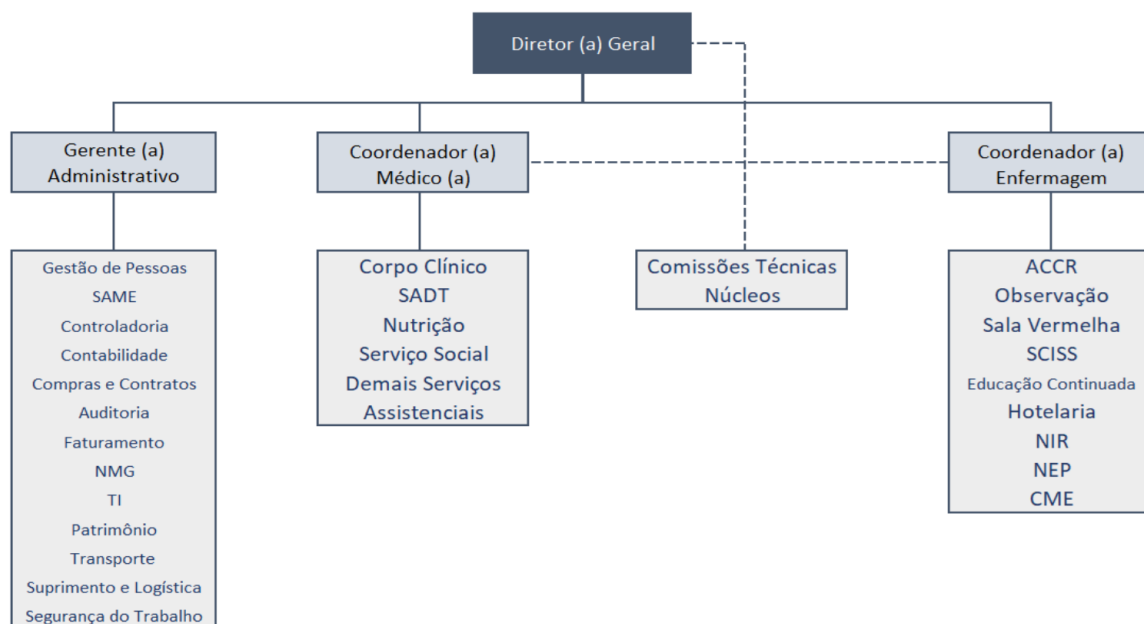 Diretor (a) Geral
Gerente (a)
Administrativo
Coordenador (a)
Médico (a)
Coordenador (a)
Enfermagem
Gestão de Pessoas
SAME
Controladoria
Contabilidade
Compras e Contratos
Auditoria
Faturamento
NMG
TI
Patrimônio
Transporte
Suprimento e Logística
Segurança do Trabalho
Corpo Clínico
SADT
Nutrição
Serviço Social
Demais Serviços
Assistenciais
Comissões Técnicas
Núcleos
ACCR
Observação
Sala Vermelha
SCISS
Educação Continuada
Hotelaria
NIR
NEP
CME